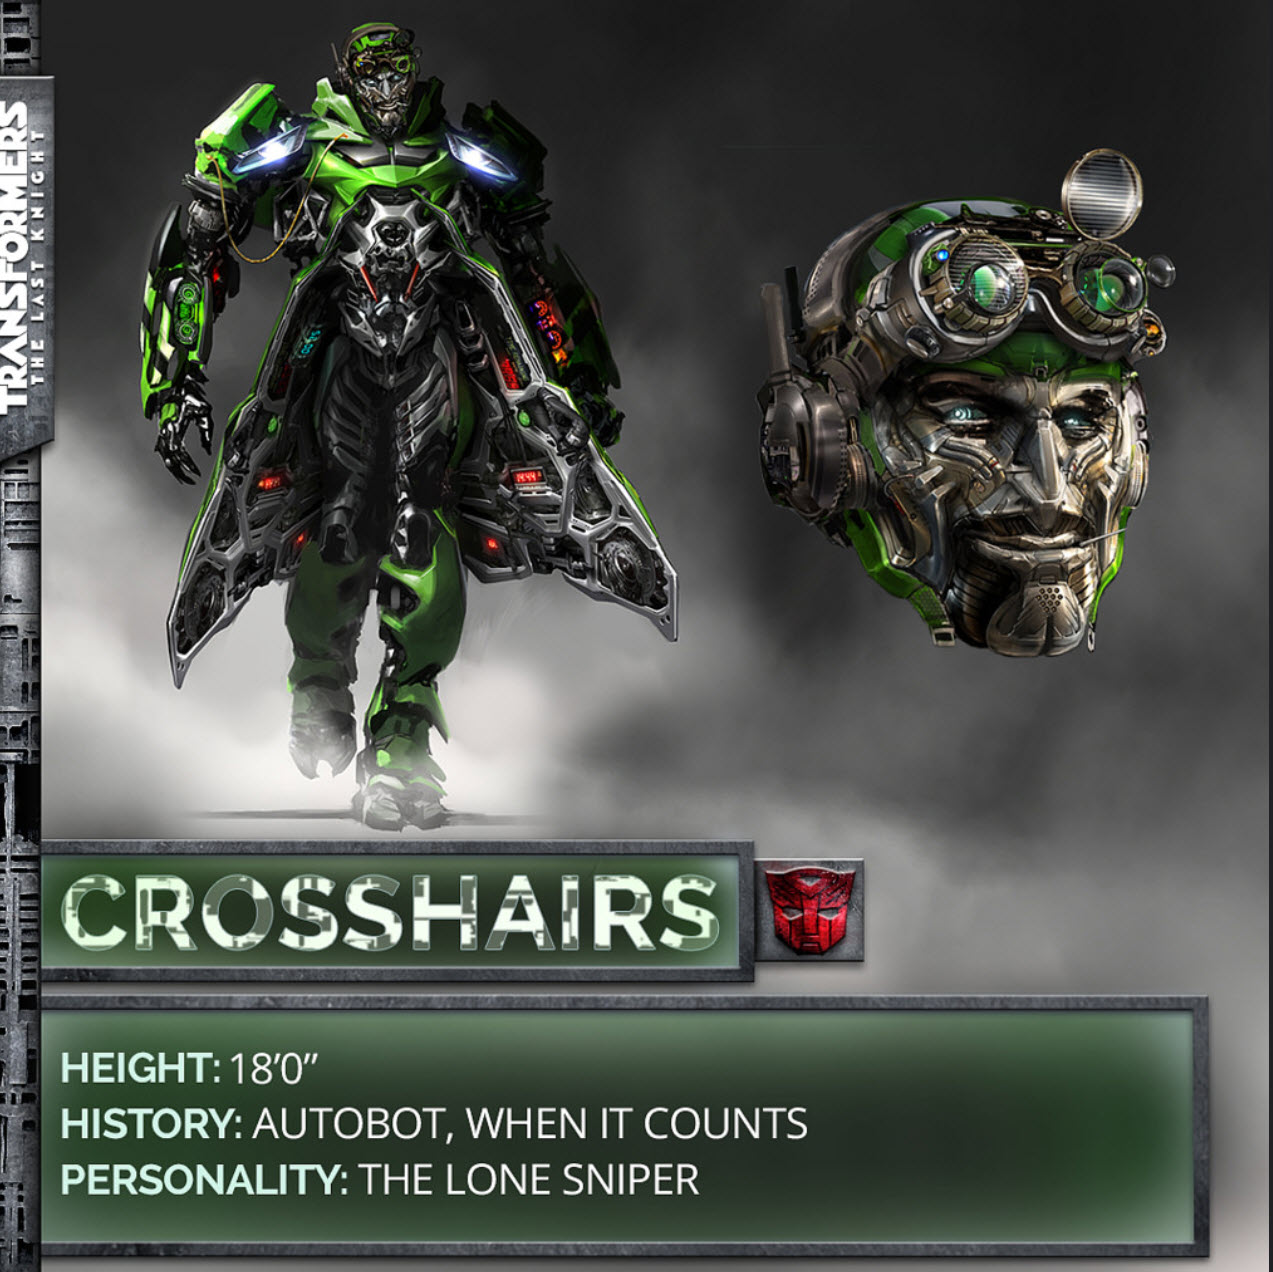 TRANSFORMERS
THE LAST KNIGHT
CROSSHAIRS
HEIGHT: 18'0”
HISTORY: AUTOBOT, WHEN IT COUNTS
PERSONALITY: THE LONE SNIPER